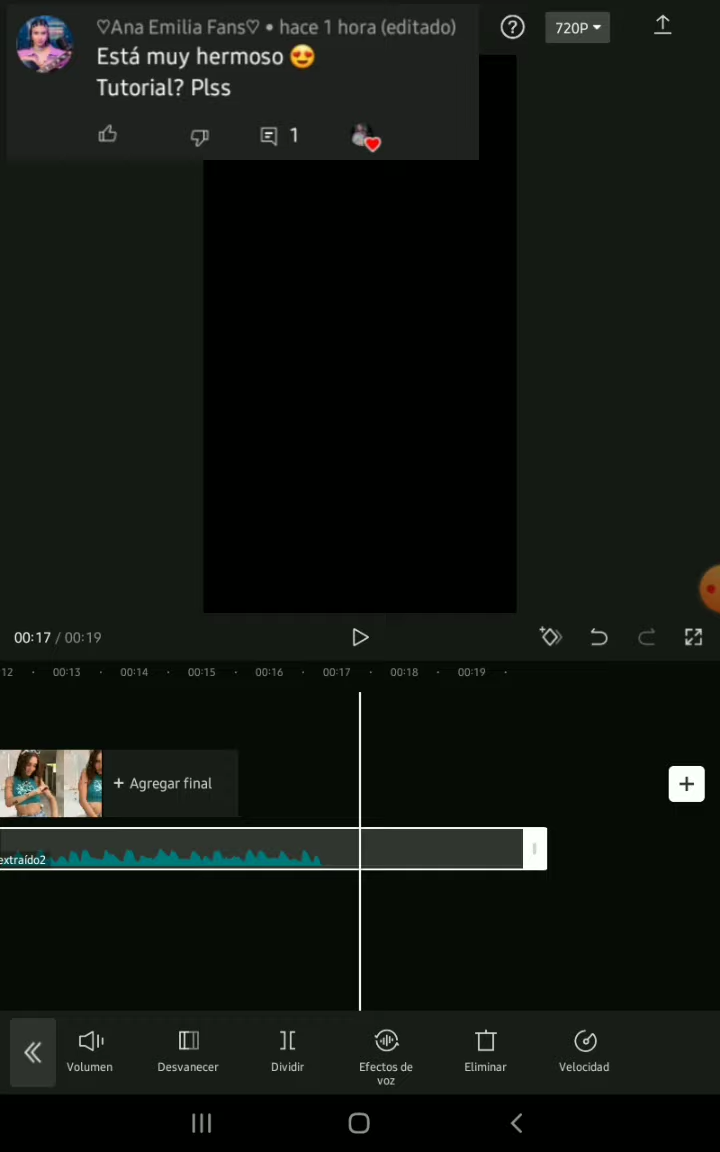 ♡Ana Emilia Fans♡ • hace 1 hora (editado)
Está muy hermoso 😍
Tutorial? Plss
1
720P
00:17 / 00:19
12 · 00:13 · 00:14 · 00:15 · 00:16 · 00:17 · 00:18 · 00:19 ·
+ Agregar final
extraído2
Volumen
Desvanecer
Dividir
Efectos de
voz
Eliminar
Velocidad